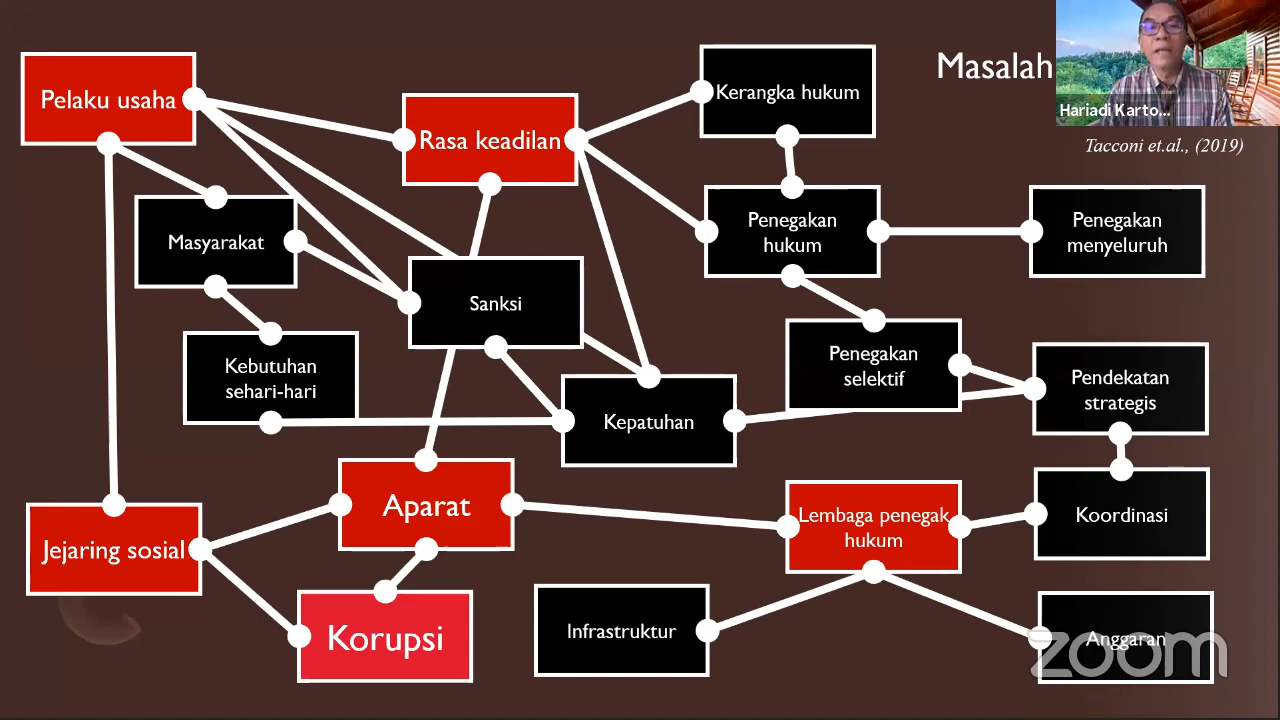 Masalah
Hariadi Karto...
Tacconi et.al., (2019)
Pelaku usaha
Rasa keadilan
Kerangka hukum
Masyarakat
Penegakan
hukum
Penegakan
menyeluruh
Sanksi
Kebutuhan
sehari-hari
Penegakan
selektif
Pendekatan
strategis
Kepatuhan
Aparat
Lembaga penegak
hukum
Koordinasi
Jejaring sosial
Korupsi
Infrastruktur
Anggaran
zoom